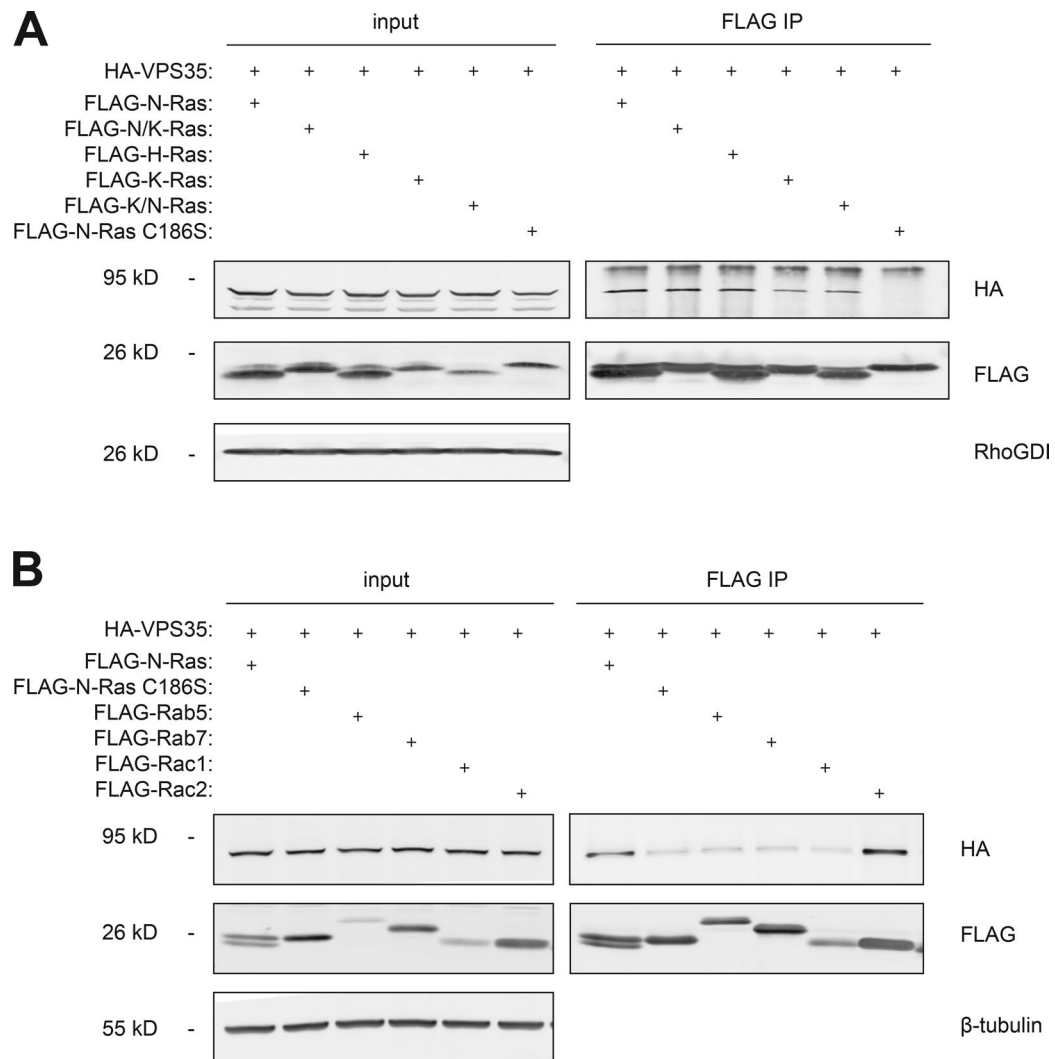 A
input FLAG IP
HA-VPS35: + + + + + + + + + + + +
FLAG-N-Ras: + +
FLAG-N/K-Ras: + +
FLAG-H-Ras: + +
FLAG-K-Ras: + +
FLAG-K/N-Ras: + +
FLAG-N-Ras C186S: + +
95 kD - HA
26 kD - FLAG
26 kD - RhoGDI
B
input FLAG IP
HA-VPS35: + + + + + + + + + + + +
FLAG-N-Ras: + +
FLAG-N-Ras C186S: + +
FLAG-Rab5: + +
FLAG-Rab7: + +
FLAG-Rac1: + +
FLAG-Rac2: + +
95 kD - HA
26 kD - FLAG
55 kD - β-tubulin